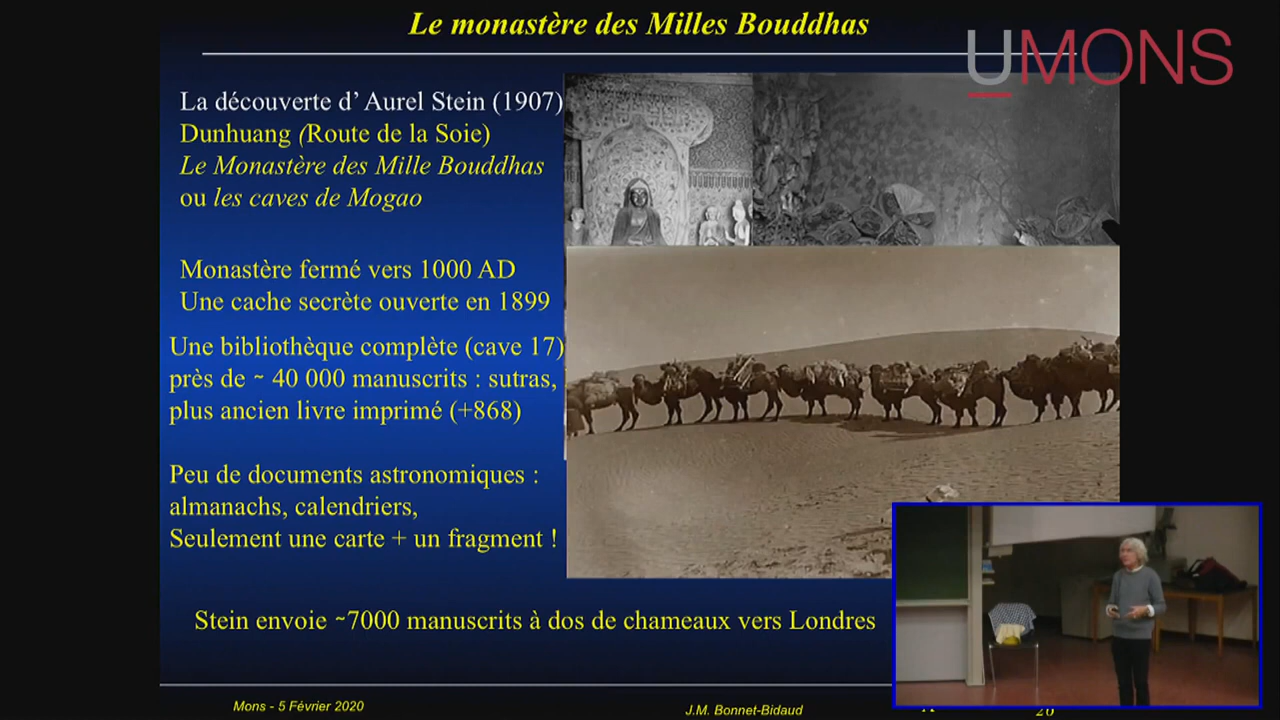 Le monastère des Milles Bouddhas
UMONS
La découverte d’Aurel Stein (1907)
Dunhuang (Route de la Soie)
Le Monastère des Mille Bouddhas
ou les caves de Mogao
Monastère fermé vers 1000 AD
Une cache secrète ouverte en 1899
Une bibliothèque complète (cave 17)
près de ~ 40 000 manuscrits : sutras,
plus ancien livre imprimé (+868)
Peu de documents astronomiques :
almanachs, calendriers,
Seulement une carte + un fragment !
Stein envoie ~7000 manuscrits à dos de chameaux vers Londres
Mons - 5 Février 2020
J.M. Bonnet-Bidaud